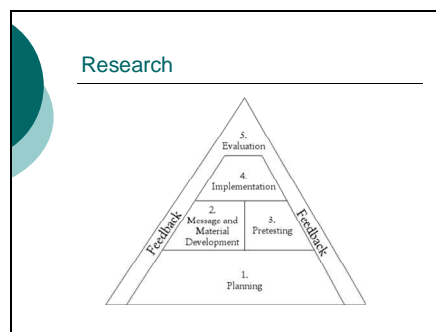 Research
5.
Evaluation
4.
Implementation
Feedback
2.
Message and
Material
Development
3.
Pretesting
Feedback
1.
Planning